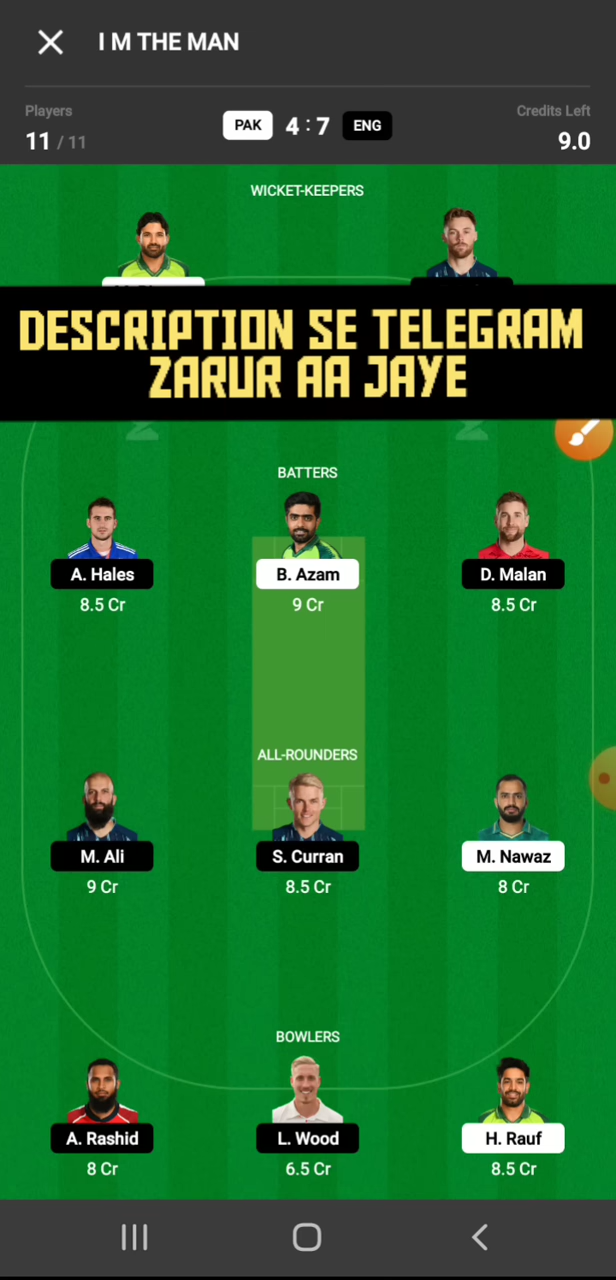 I M THE MAN
Players
Credits Left
11 / 11
PAK 4 : 7 ENG
9.0
WICKET-KEEPERS
DESCRIPTION SE TELEGRAM
ZARUR AA JAYE
BATTERS
A. Hales
B. Azam
D. Malan
8.5 Cr
9 Cr
8.5 Cr
ALL-ROUNDERS
M. Ali
S. Curran
M. Nawaz
9 Cr
8.5 Cr
8 Cr
BOWLERS
A. Rashid
L. Wood
H. Rauf
8 Cr
6.5 Cr
8.5 Cr